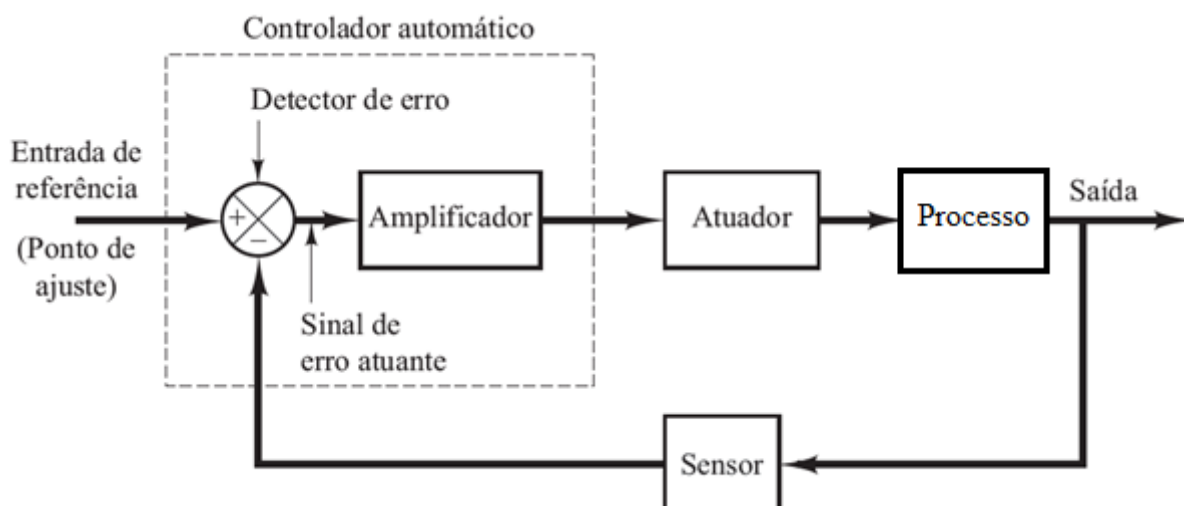 Controlador automático
Detector de erro
Entrada de
referência
(Ponto de
ajuste)
+
−
Amplificador
Sinal de
erro atuante
Atuador
Processo
Saída
Sensor